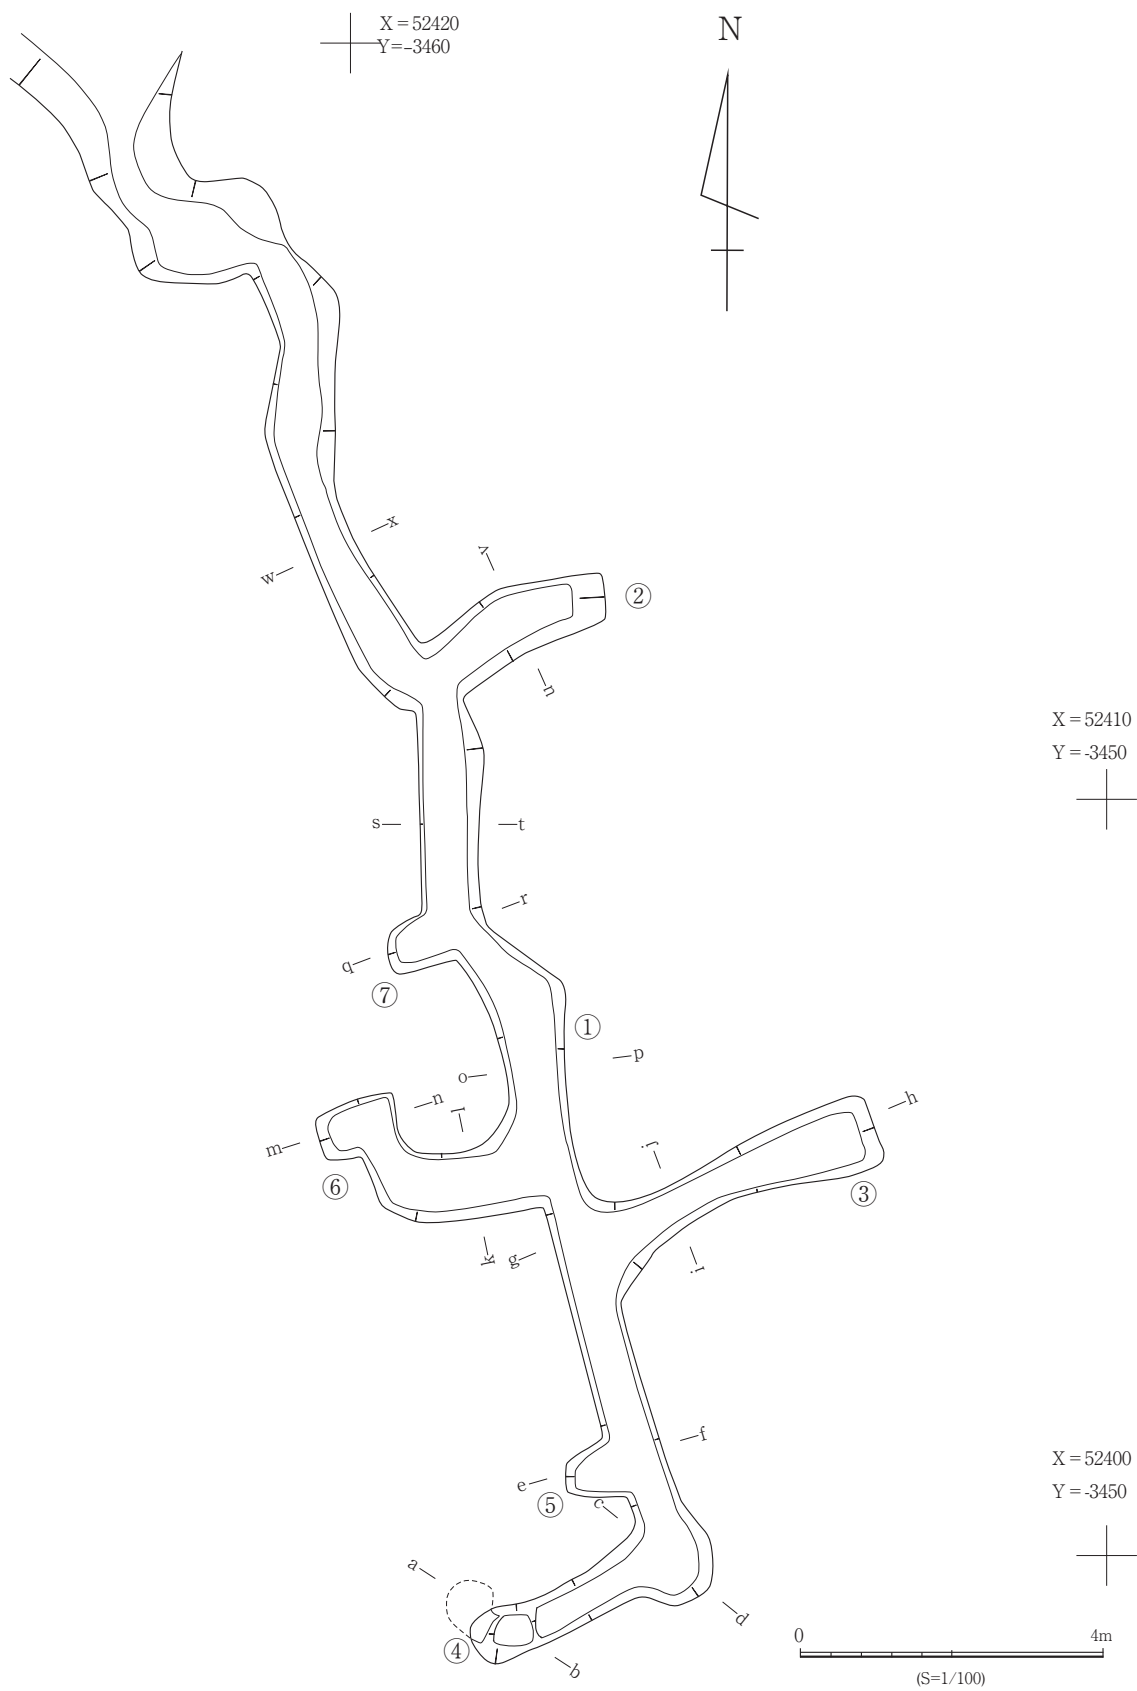 X = 52420
Y=-3460
N
x
v
w
②
u
X = 52410
Y = -3450
s
t
r
q
⑦
①
p
o
n
l
h
j
m
⑥
③
k
g
i
f
X = 52400
Y = -3450
e
⑤
c
a
d
④
b
0
4m
(S=1/100)